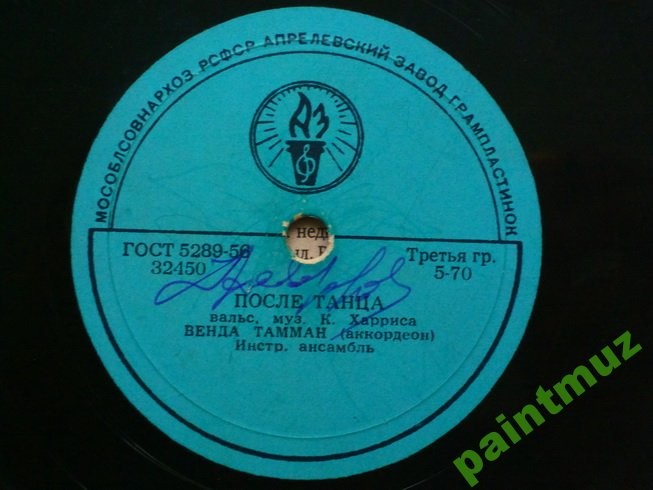 МОСОБЛСОВНАРХОЗ РСФСР АПРЕЛЕВСКИЙ ЗАВОД ГРАМПЛАСТИНОК
АЗ
ГОСТ 5289-56
32450
Третья гр.
5-70
ПОСЛЕ ТАНЦА
вальс, муз. К. Харриса
ВЕНДА ТАММАН (аккордеон)
Инстр. ансамбль
paintmuz